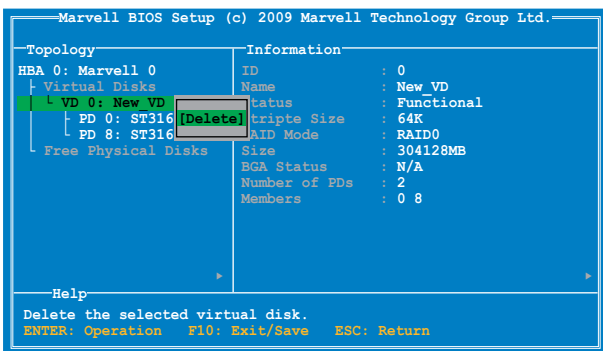 Marvell BIOS Setup (c) 2009 Marvell Technology Group Ltd.
Topology
HBA 0: Marvell 0
Virtual Disks
VD 0: New_VD
PD 0: ST316
PD 8: ST316
Free Physical Disks
[Delete]
Information
ID : 0
Name : New_VD
tatus : Functional
tripte Size : 64K
AID Mode : RAID0
Size : 304128MB
BGA Status : N/A
Number of PDs : 2
Members : 0 8
Help
Delete the selected virtual disk.
ENTER: Operation F10: Exit/Save ESC: Return